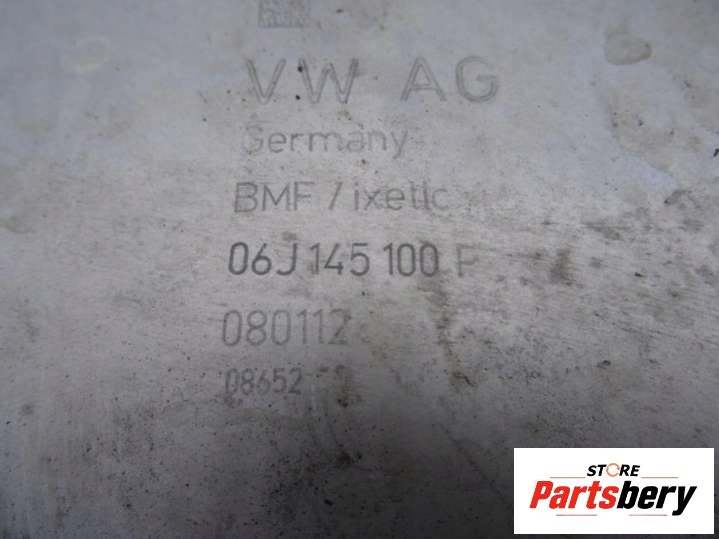 VW AG
Germany
BMF / ixetic
06J 145 100 F
080112
08652
STORE
Partsbery